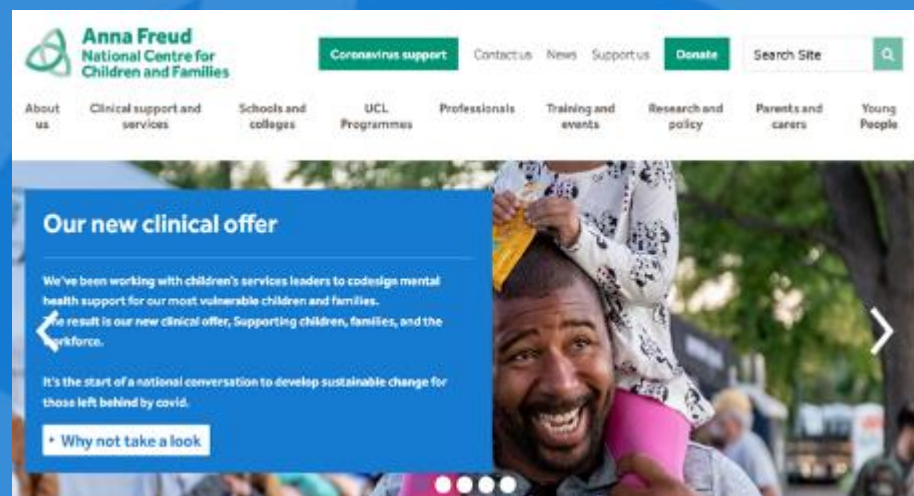 Anna Freud
National Centre for
Children and Families
Coronavirus support
Contact us
News
Support us
Donate
Search Site
About
us
Clinical support and
services
Schools and
colleges
UCL
Programmes
Professionals
Training and
events
Research and
policy
Parents and
carers
Young
People
Our new clinical offer
We've been working with children's services leaders to codesign mental
health support for our most vulnerable children and families.
The result is our new clinical offer, Supporting children, families, and the
workforce.
It's the start of a national conversation to develop sustainable change for
those left behind by covid.
Why not take a look